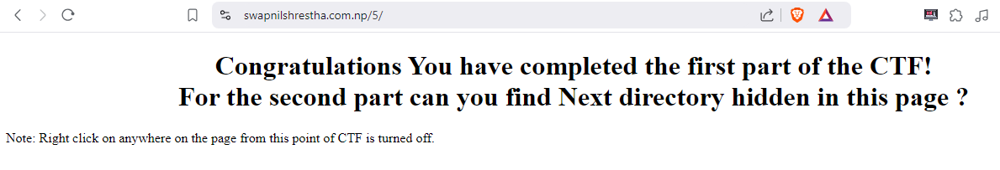 swapnilshrestha.com.np/5/
Congratulations You have completed the first part of the CTF!
For the second part can you find Next directory hidden in this page ?
Note: Right click on anywhere on the page from this point of CTF is turned off.